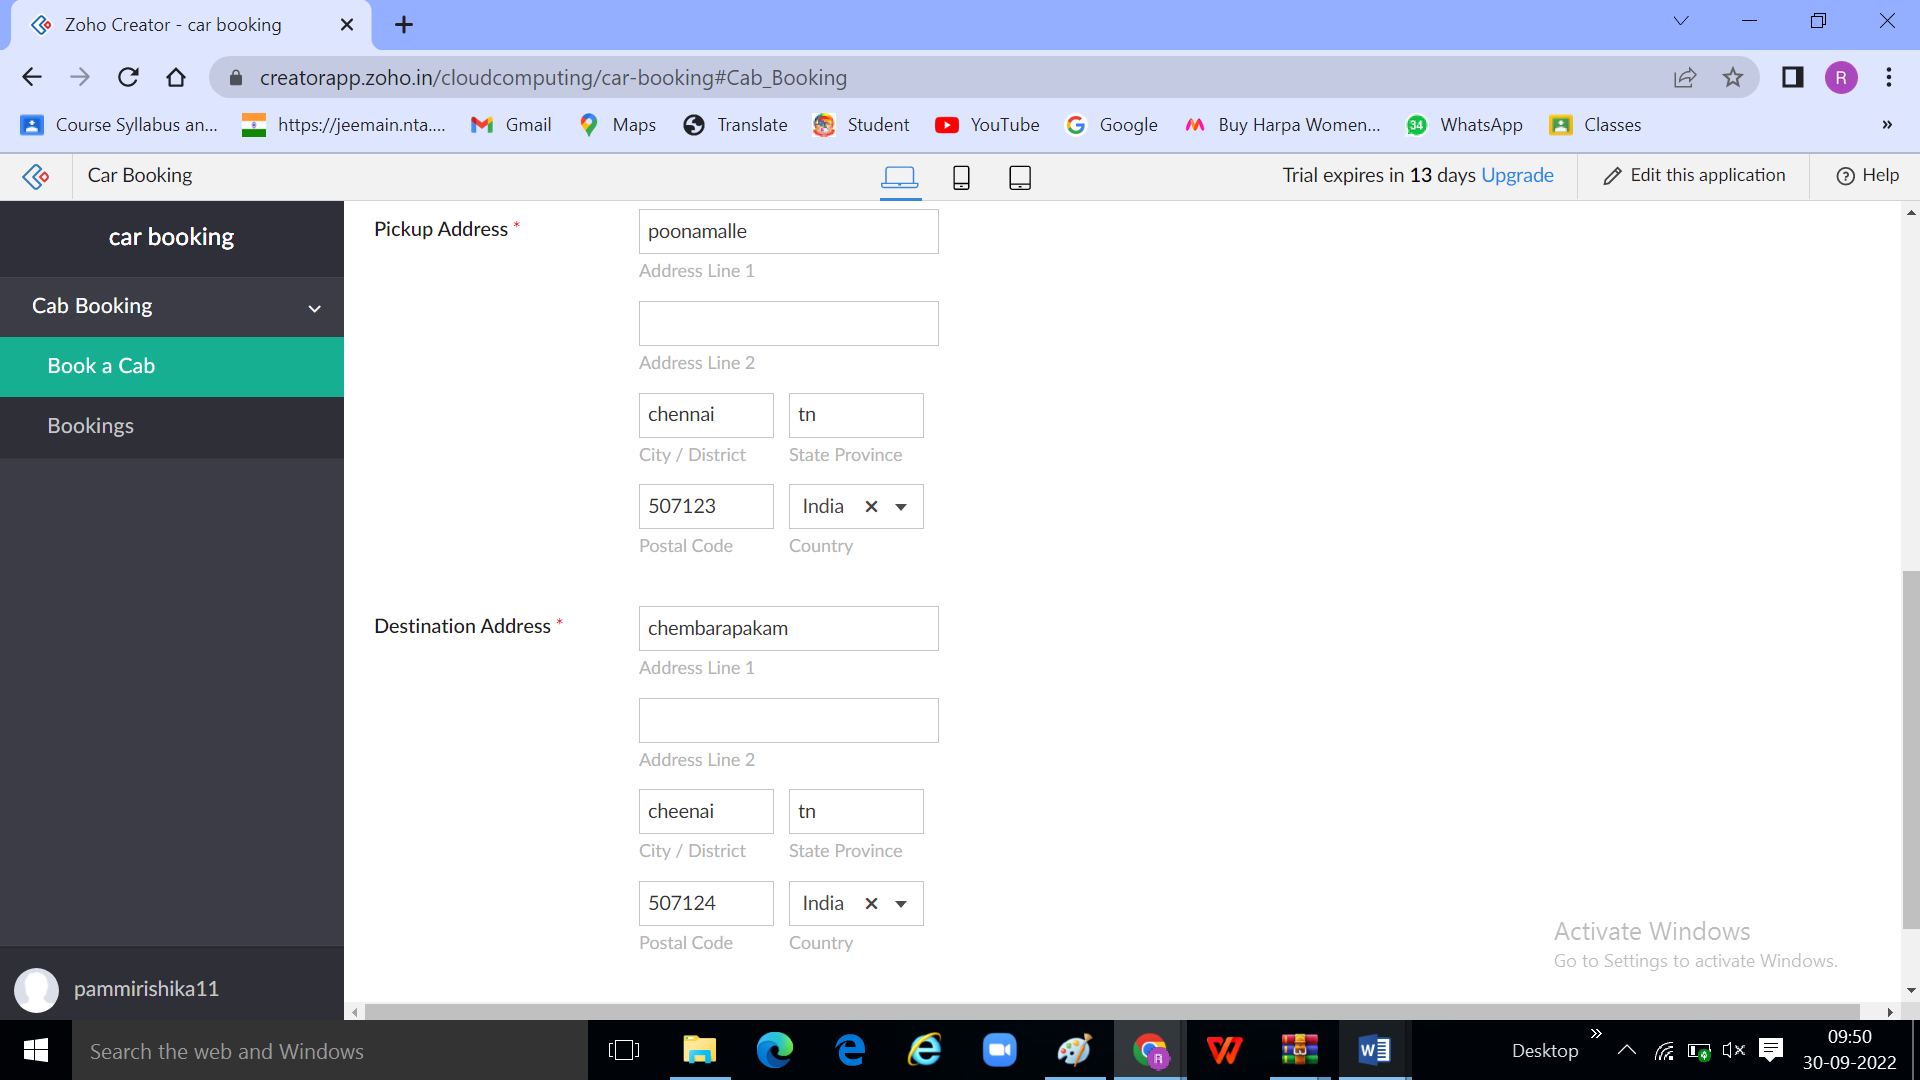 Zoho Creator - car booking
creatorapp.zoho.in/cloudcomputing/car-booking#Cab_Booking
R
Course Syllabus an... https://jeemain.nta.... Gmail Maps Translate Student YouTube Google Buy Harpa Women... 34 WhatsApp Classes »
Car Booking Trial expires in 13 days Upgrade Edit this application ? Help
car booking
Cab Booking
Book a Cab
Bookings
pammirishika11
Pickup Address *
poonamalle
Address Line 1
Address Line 2
chennai tn
City / District State Province
507123 India
Postal Code Country
Destination Address *
chembarapakam
Address Line 1
Address Line 2
cheenai tn
City / District State Province
507124 India
Postal Code Country
Activate Windows
Go to Settings to activate Windows.
Search the web and Windows
R
Desktop »
09:50
30-09-2022